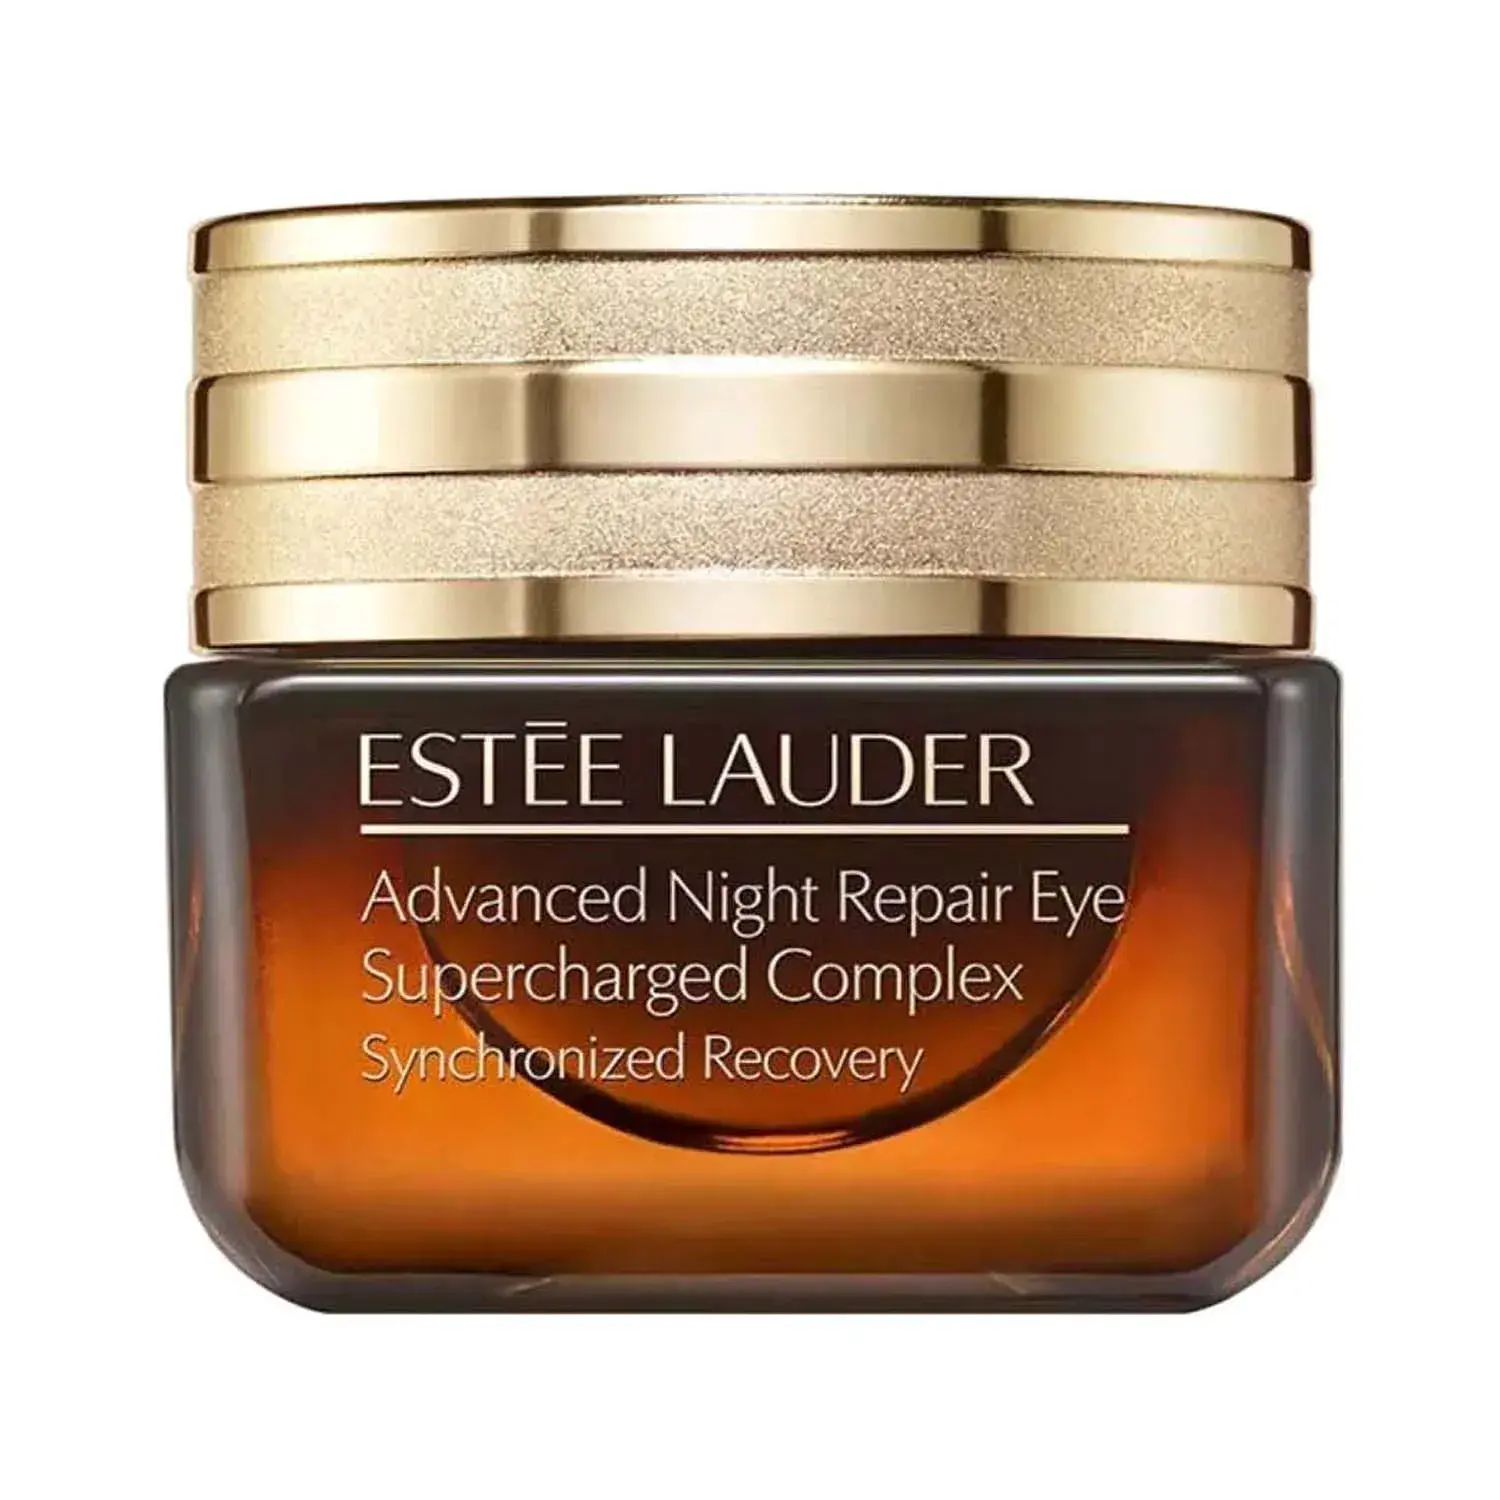 ESTĒE LAUDER
Advanced Night Repair Eye
Supercharged Complex
Synchronized Recovery